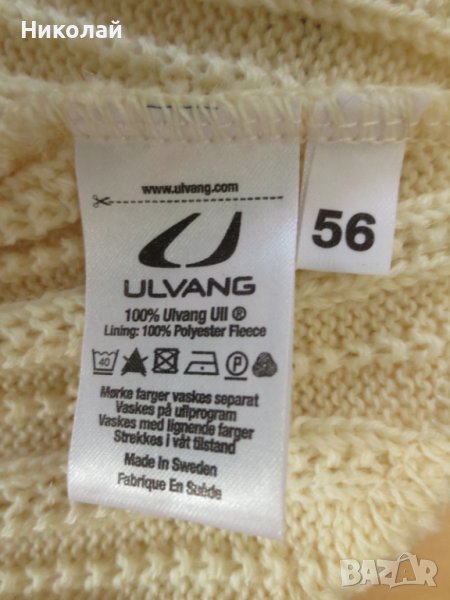 Николай
www.ulvang.com
ULVANG
56
100% Ulvang Ull ®
Lining: 100% Polyester Fleece
40
P
Mørke farger vaskes separat
Vaskes på ullprogram
Vaskes med lignende farger
Strekkes i våt tilstand
Made In Sweden
Fabrique En Suède
BAZAR